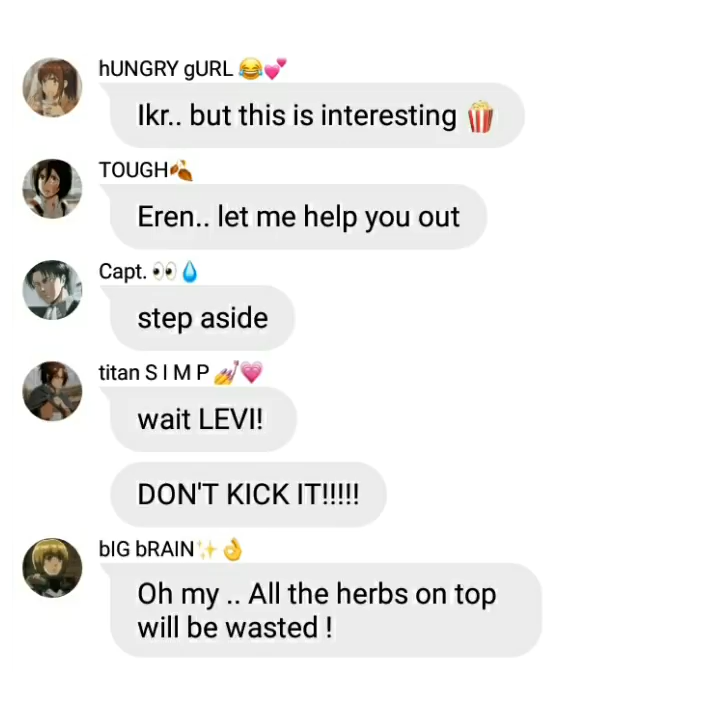 hUNGRY gURL 😂💕
Ikr.. but this is interesting 🍿
TOUGH🍂
Eren.. let me help you out
Capt. 👀💧
step aside
titan S I M P 💅💗
wait LEVI!
DON'T KICK IT!!!!!
bIG bRAIN✨👌
Oh my .. All the herbs on top
will be wasted !